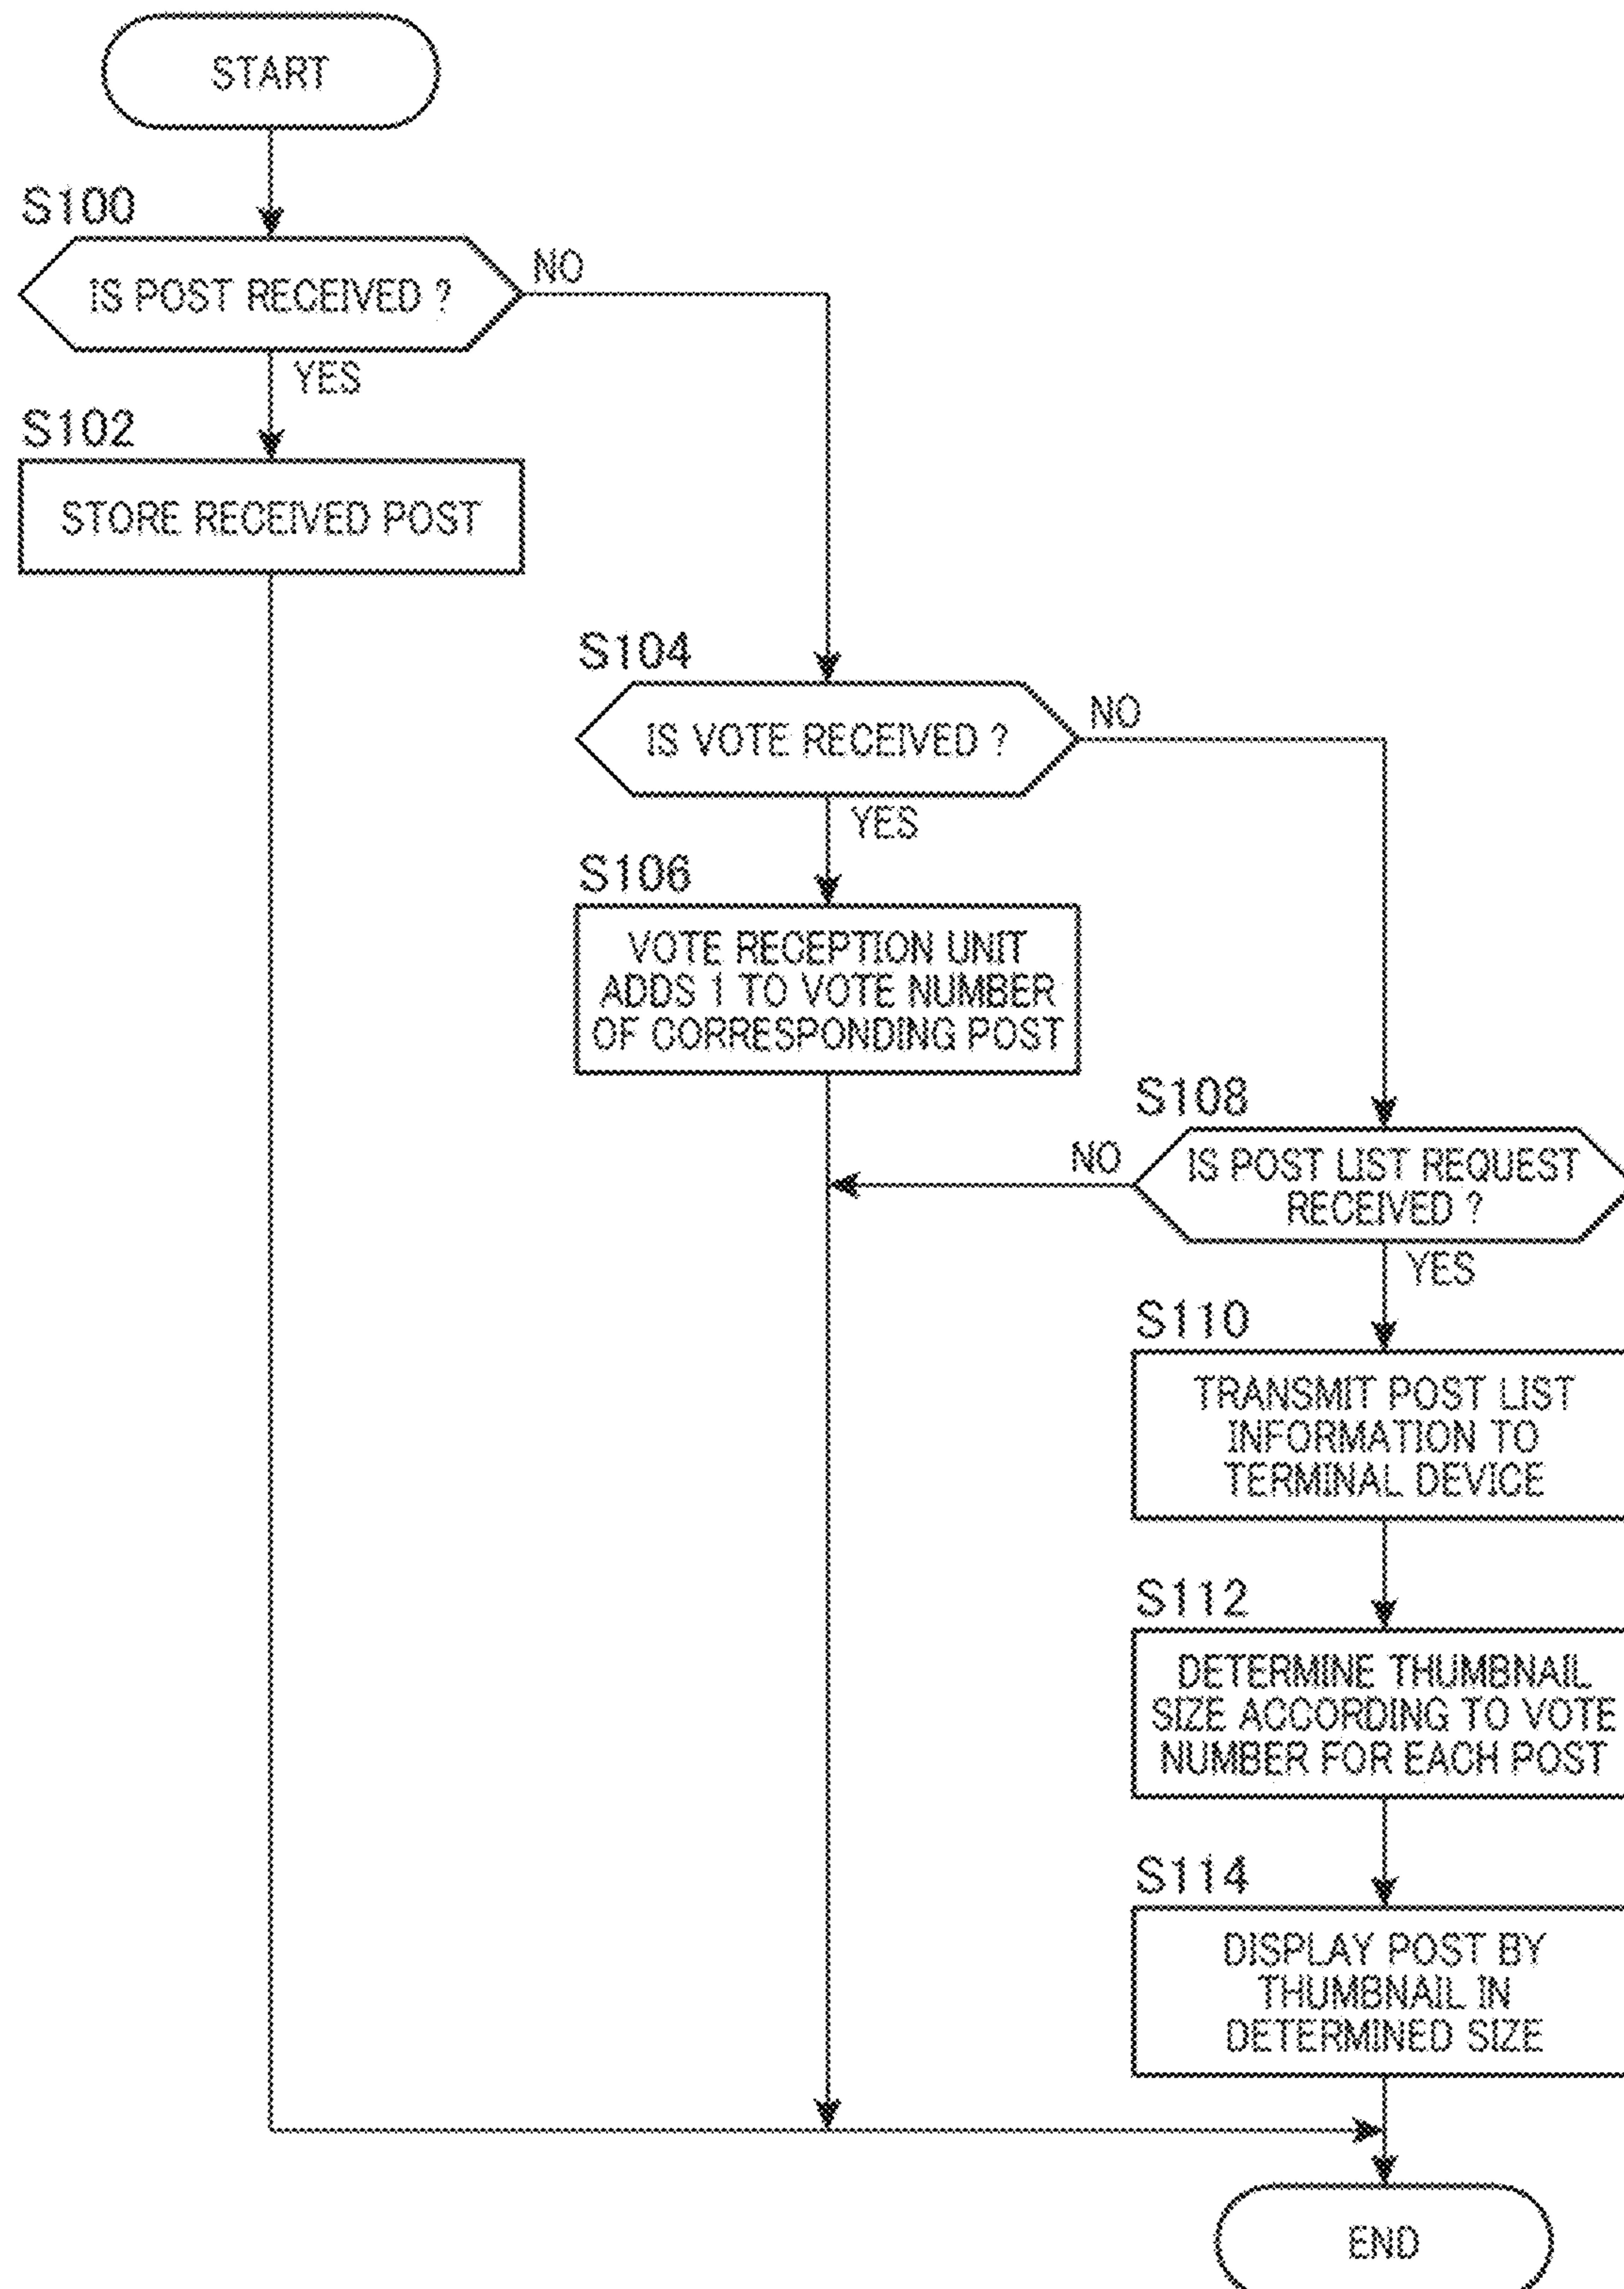 START
S100
IS POST RECEIVED ?
NO
YES
S102
STORE RECEIVED POST
S104
IS VOTE RECEIVED ?
NO
YES
S106
VOTE RECEPTION UNIT
ADDS 1 TO VOTE NUMBER
OF CORRESPONDING POST
S108
IS POST LIST REQUEST
RECEIVED ?
NO
YES
S110
TRANSMIT POST LIST
INFORMATION TO
TERMINAL DEVICE
S112
DETERMINE THUMBNAIL
SIZE ACCORDING TO VOTE
NUMBER FOR EACH POST
S114
DISPLAY POST BY
THUMBNAIL IN
DETERMINED SIZE
END